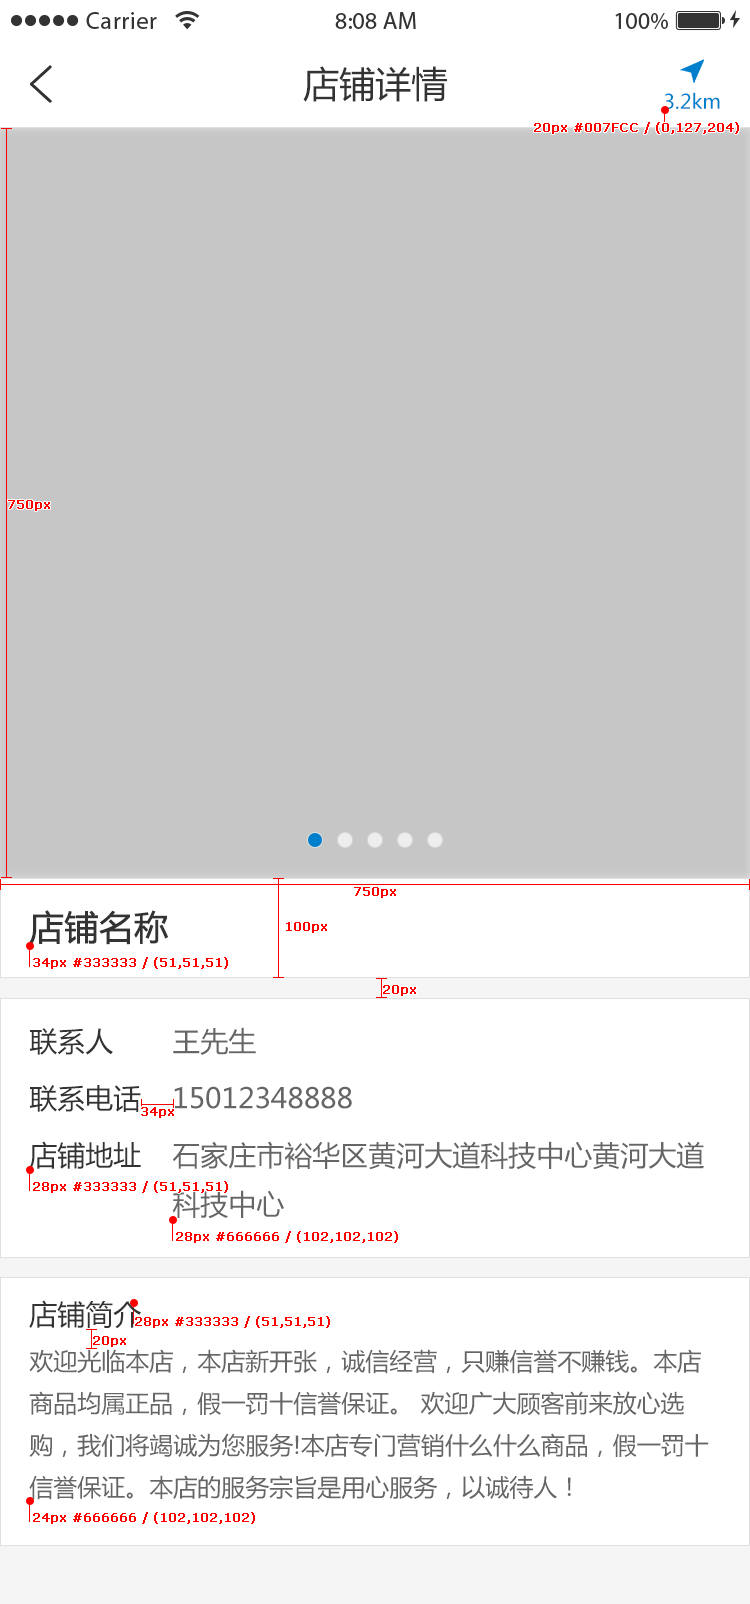 Carrier 8:08 AM 100%
店铺详情
3.2km
20px #007FCC / (0,127,204)
750px
750px
100px
店铺名称
34px #333333 / (51,51,51)
20px
联系人 王先生
联系电话 15012348888
34px
店铺地址 石家庄市裕华区黄河大道科技中心黄河大道
28px #333333 / (51,51,51)
科技中心
28px #666666 / (102,102,102)
店铺简介
28px #333333 / (51,51,51)
20px
欢迎光临本店，本店新开张，诚信经营，只赚信誉不赚钱。本店
商品均属正品，假一罚十信誉保证。 欢迎广大顾客前来放心选
购，我们将竭诚为您服务!本店专门营销什么什么商品，假一罚十
信誉保证。本店的服务宗旨是用心服务，以诚待人！
24px #666666 / (102,102,102)